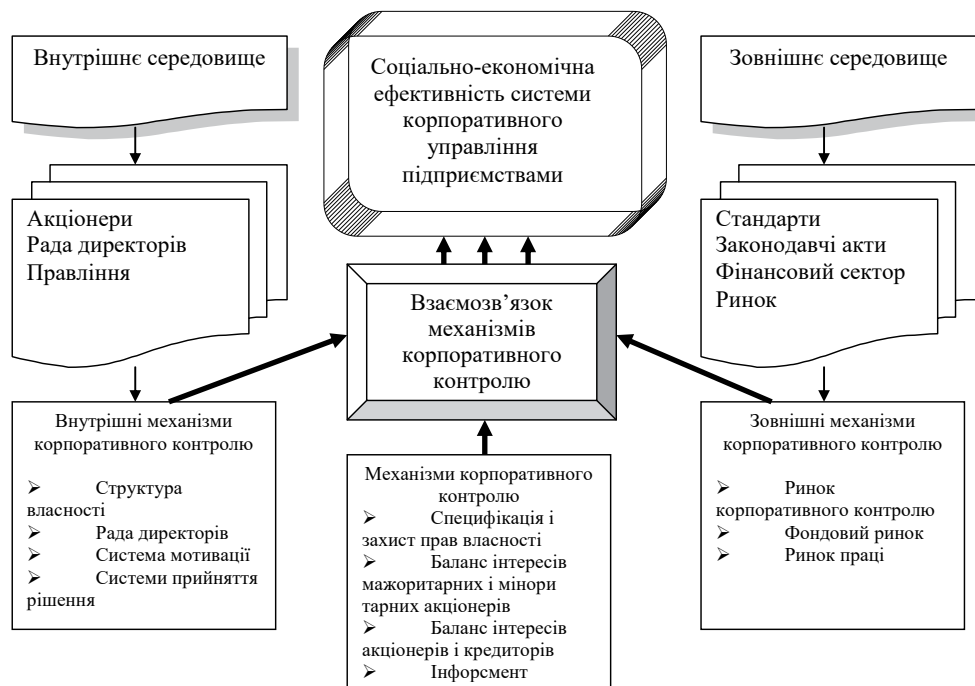 Внутрішнє середовище
Соціально-економічна
ефективність системи
корпоративного
управління
підприємствами
Зовнішнє середовище
Акціонери
Рада директорів
Правління
Взаємозв’язок
механізмів
корпоративного
контролю
Стандарти
Законодавчі акти
Фінансовий сектор
Ринок
Внутрішні механізми
корпоративного контролю
➢ Структура
власності
➢ Рада директорів
➢ Система мотивації
➢ Системи прийняття
рішення
Механізми корпоративного
контролю
➢ Специфікація і
захист прав власності
➢ Баланс інтересів
мажоритарних і мінори
тарних акціонерів
➢ Баланс інтересів
акціонерів і кредиторів
➢ Інфорсмент
Зовнішні механізми
корпоративного контролю
➢ Ринок
корпоративного контролю
➢ Фондовий ринок
➢ Ринок праці